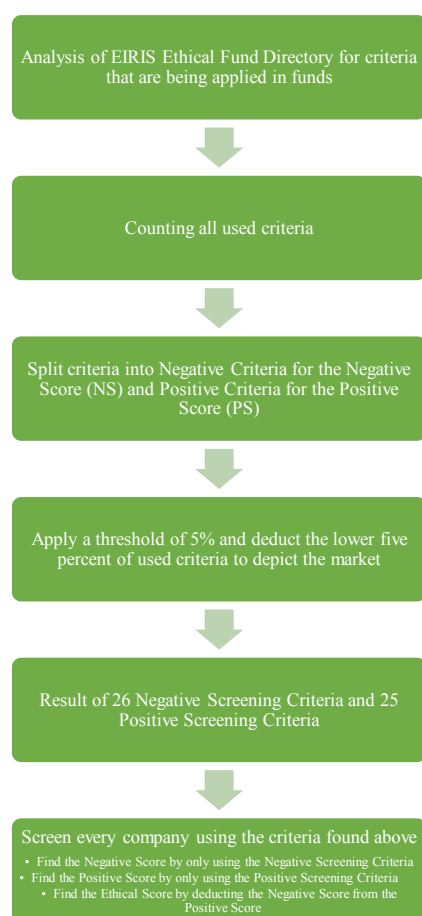 Analysis of EIRIS Ethical Fund Directory for criteria
that are being applied in funds
Counting all used criteria
Split criteria into Negative Criteria for the Negative
Score (NS) and Positive Criteria for the Positive
Score (PS)
Apply a threshold of 5% and deduct the lower five
percent of used criteria to depict the market
Result of 26 Negative Screening Criteria and 25
Positive Screening Criteria
Screen every company using the criteria found above
• Find the Negative Score by only using the Negative Screening Criteria
• Find the Positive Score by only using the Positive Screening Criteria
• Find the Ethical Score by deducting the Negative Score from the
Positive Score